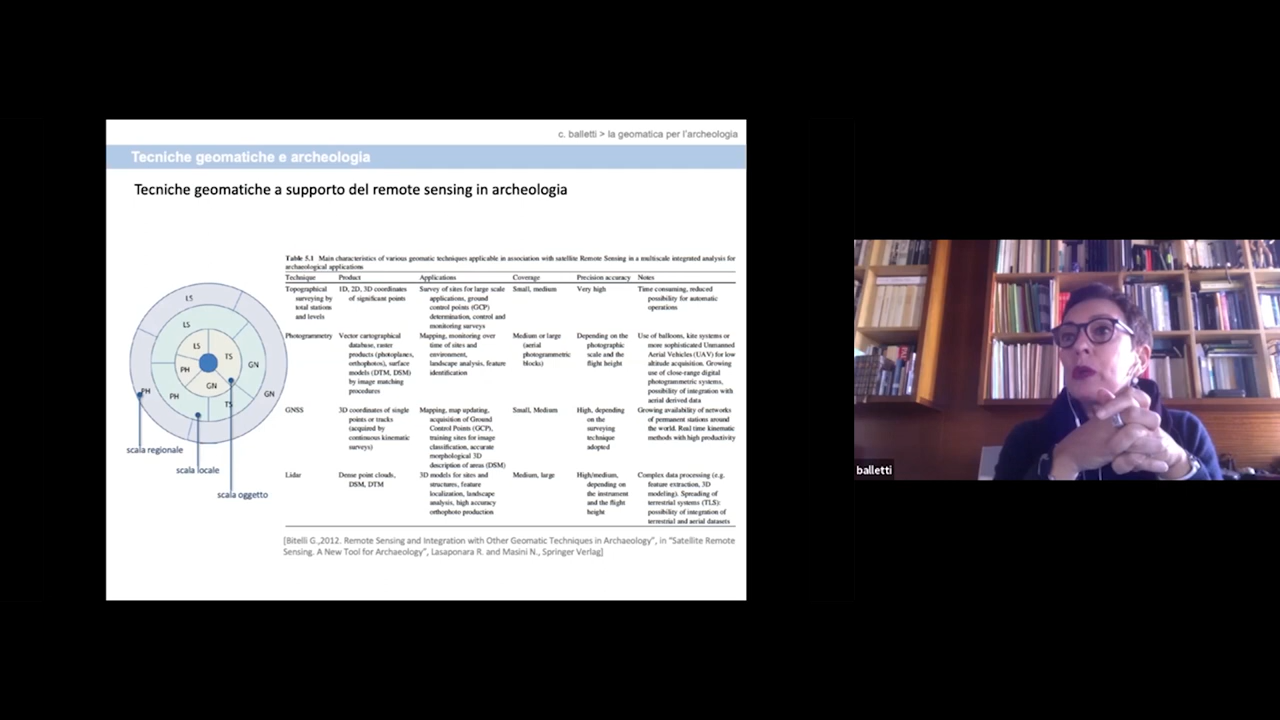 c. balletti > la geomatica per l'archeologia
Tecniche geomatiche e archeologia
Tecniche geomatiche a supporto del remote sensing in archeologia
Table 5.1 Main characteristics of various geomatic techniques applicable in association with satellite Remote Sensing in a multiscale integrated analysis for
archaeological applications
Technique Product Applications Coverage Precision accuracy Notes
Topographical 1D, 2D, 3D coordinates Survey of sites for large scale Small, medium Very high Time consuming, reduced
surveying by of significant points applications, ground possibility for automatic
total stations control points (GCP) operations
and levels determination, control and
monitoring surveys
Photogrammetry Vector cartographical Mapping, monitoring over Medium or large Depending on the Use of balloons, kite systems or
database, raster time of sites and (aerial photographic more sophisticated Unmanned
products (photoplanes, environment, photogrammetric scale and the Aerial Vehicles (UAV) for low
orthophotos), surface landscape analysis, feature blocks) flight height altitude acquisition. Growing
models (DTM, DSM) identification use of close-range digital
by image matching photogrammetric systems,
procedures possibility of integration with
aerial derived data
GNSS 3D coordinates of single Mapping, map updating, Small, Medium High, depending Growing availability of networks
points or tracks acquisition of Ground on the of permanent stations around
(acquired by Control Points (GCP), surveying the world. Real time kinematic
continuous kinematic training sites for image technique methods with high productivity
surveys) classification, accurate adopted
morphological 3D
description of areas (DSM)
Lidar Dense point clouds, 3D models for sites and Medium, large High/medium, Complex data processing (e.g.
DSM, DTM structures, feature depending on feature extraction, 3D
localization, landscape the instrument modeling). Spreading of
analysis, high accuracy and the flight terrestrial systems (TLS):
orthophoto production height possibility of integration of
terrestrial and aerial datasets
LS
LS
LS
TS
PH
GN
GN
PH
PH
TS
GN
scala regionale
scala locale
scala oggetto
[Bitelli G.,2012. Remote Sensing and Integration with Other Geomatic Techniques in Archaeology", in "Satellite Remote
Sensing. A New Tool for Archaeology", Lasaponara R. and Masini N., Springer Verlag]
balletti